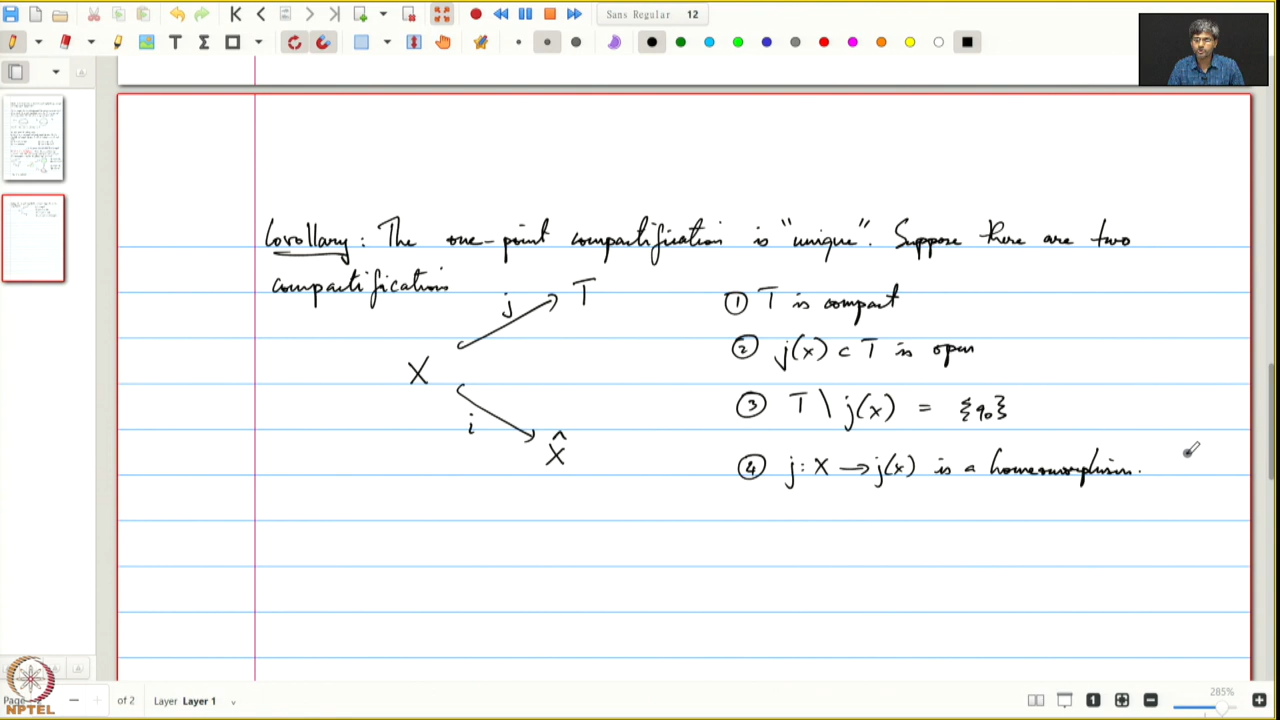 Sans Regular 12
Corollary : The one-point compactification is "unique". Suppose there are two
compactifications
X
j
T
i
X̂
① T is compact
② j(x) ⊂ T is open
③ T \ j(x) = {q₀}
④ j : X → j(x) is a homeomorphism.
Page
of 2
Layer Layer 1
285%
NPTEL